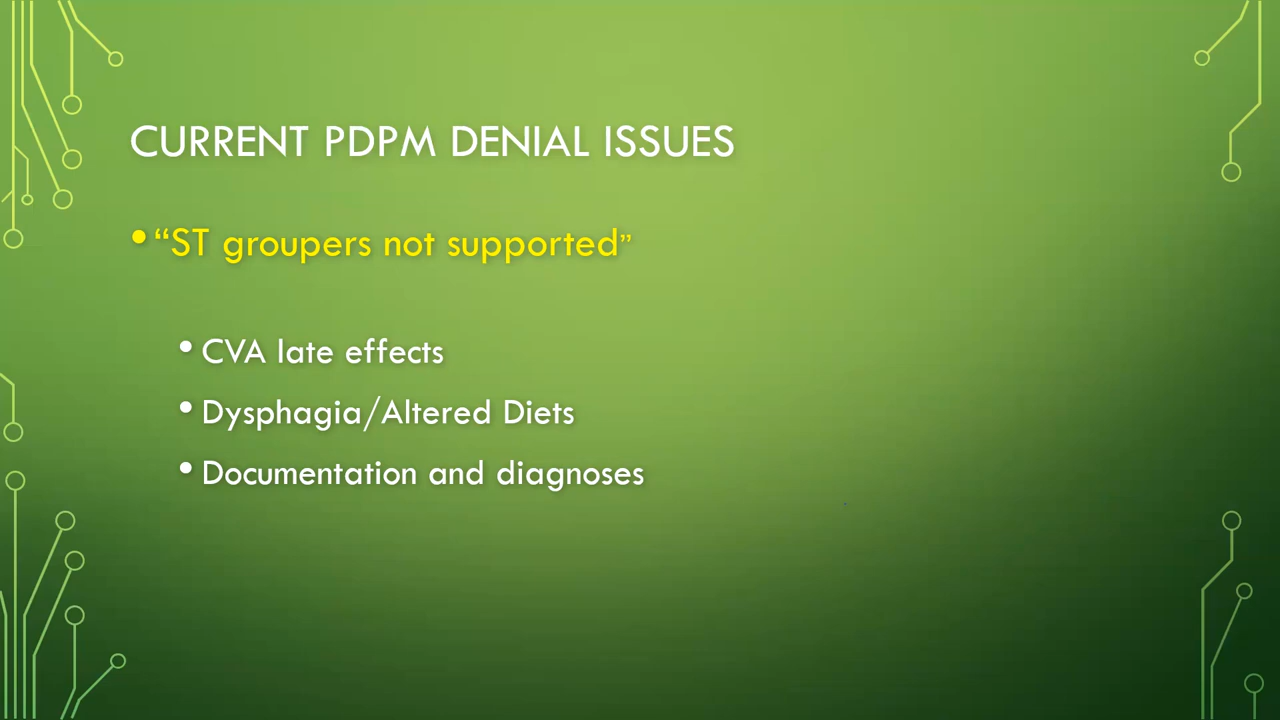 CURRENT PDPM DENIAL ISSUES
• “ST groupers not supported”
• CVA late effects
• Dysphagia/Altered Diets
• Documentation and diagnoses